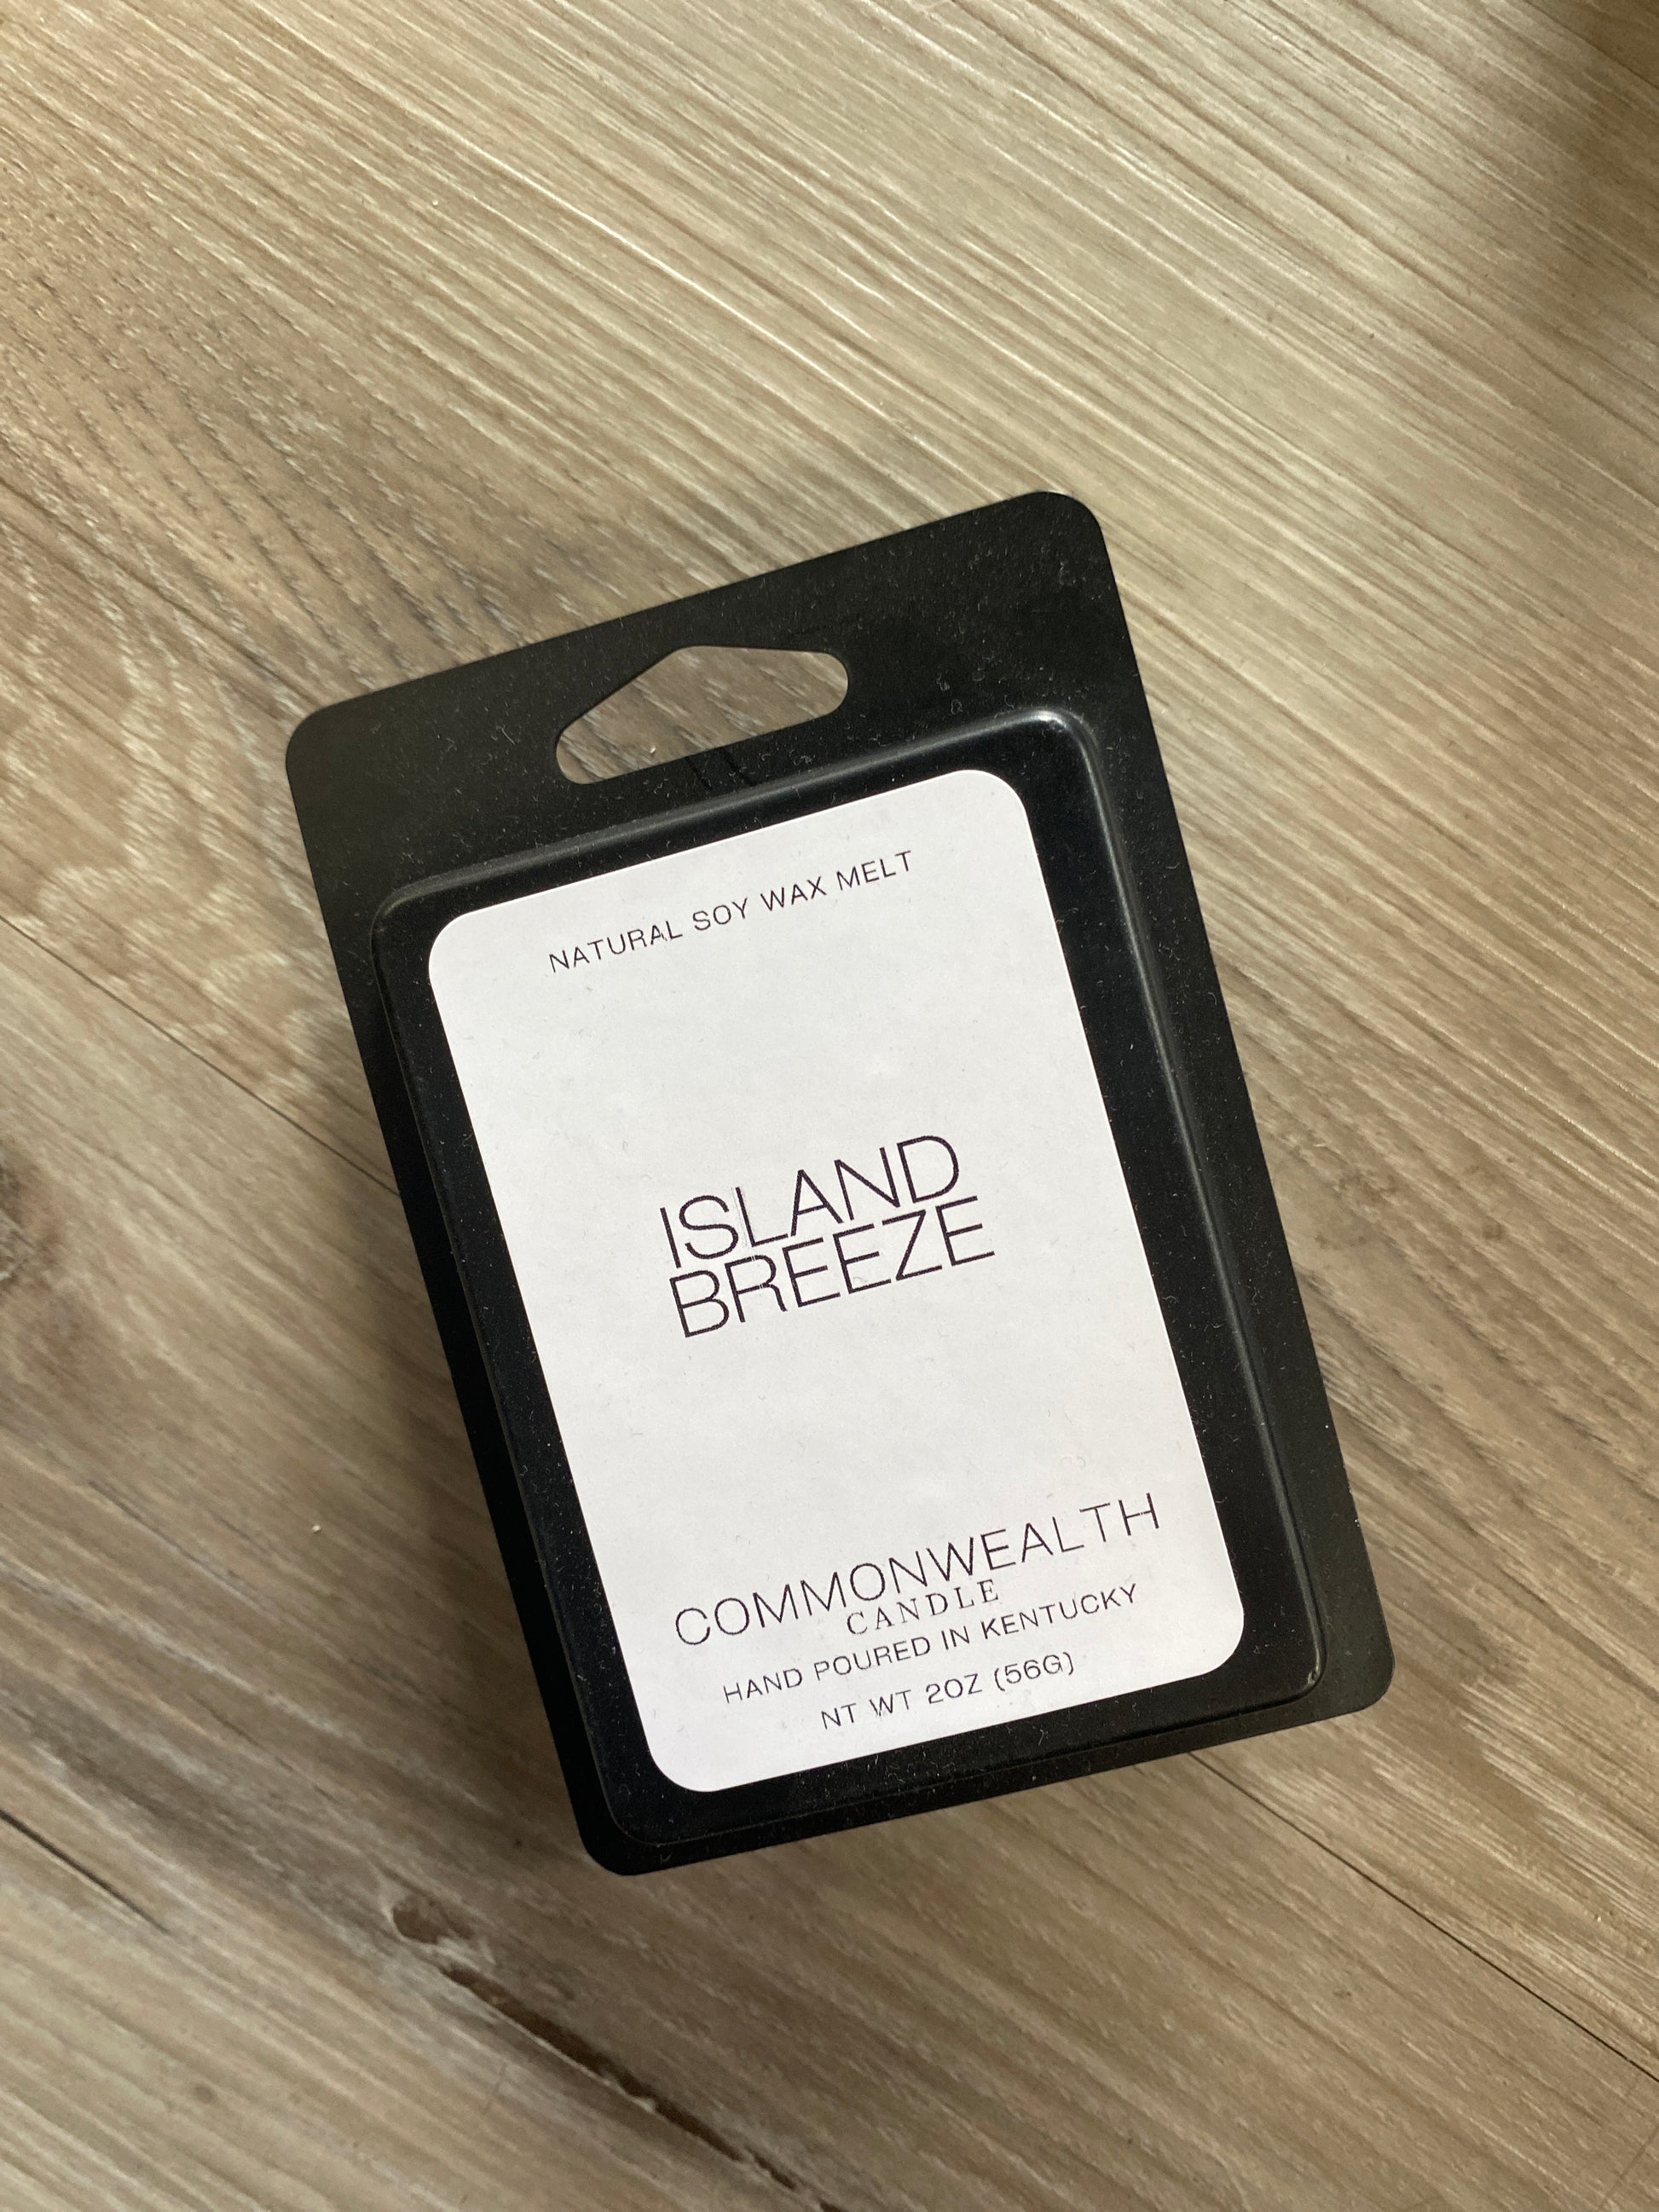 NATURAL SOY WAX MELT
ISLAND
BREEZE
COMMONWEALTH
CANDLE
HAND POURED IN KENTUCKY
NT WT 2OZ (56G)